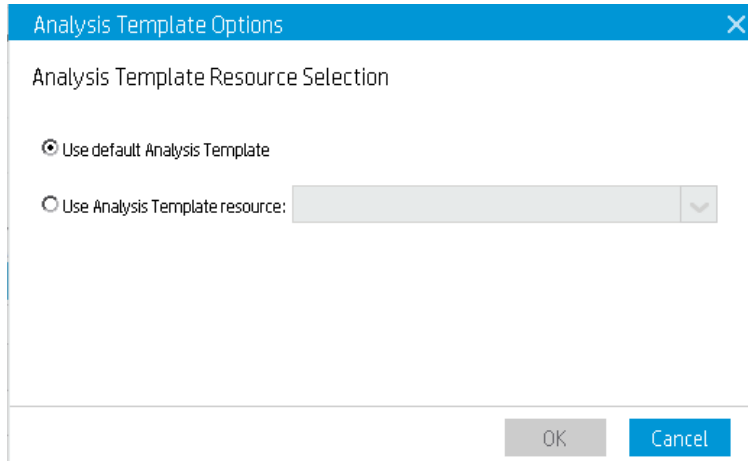 Analysis Template Options
Analysis Template Resource Selection
Use default Analysis Template
Use Analysis Template resource:
OK
Cancel